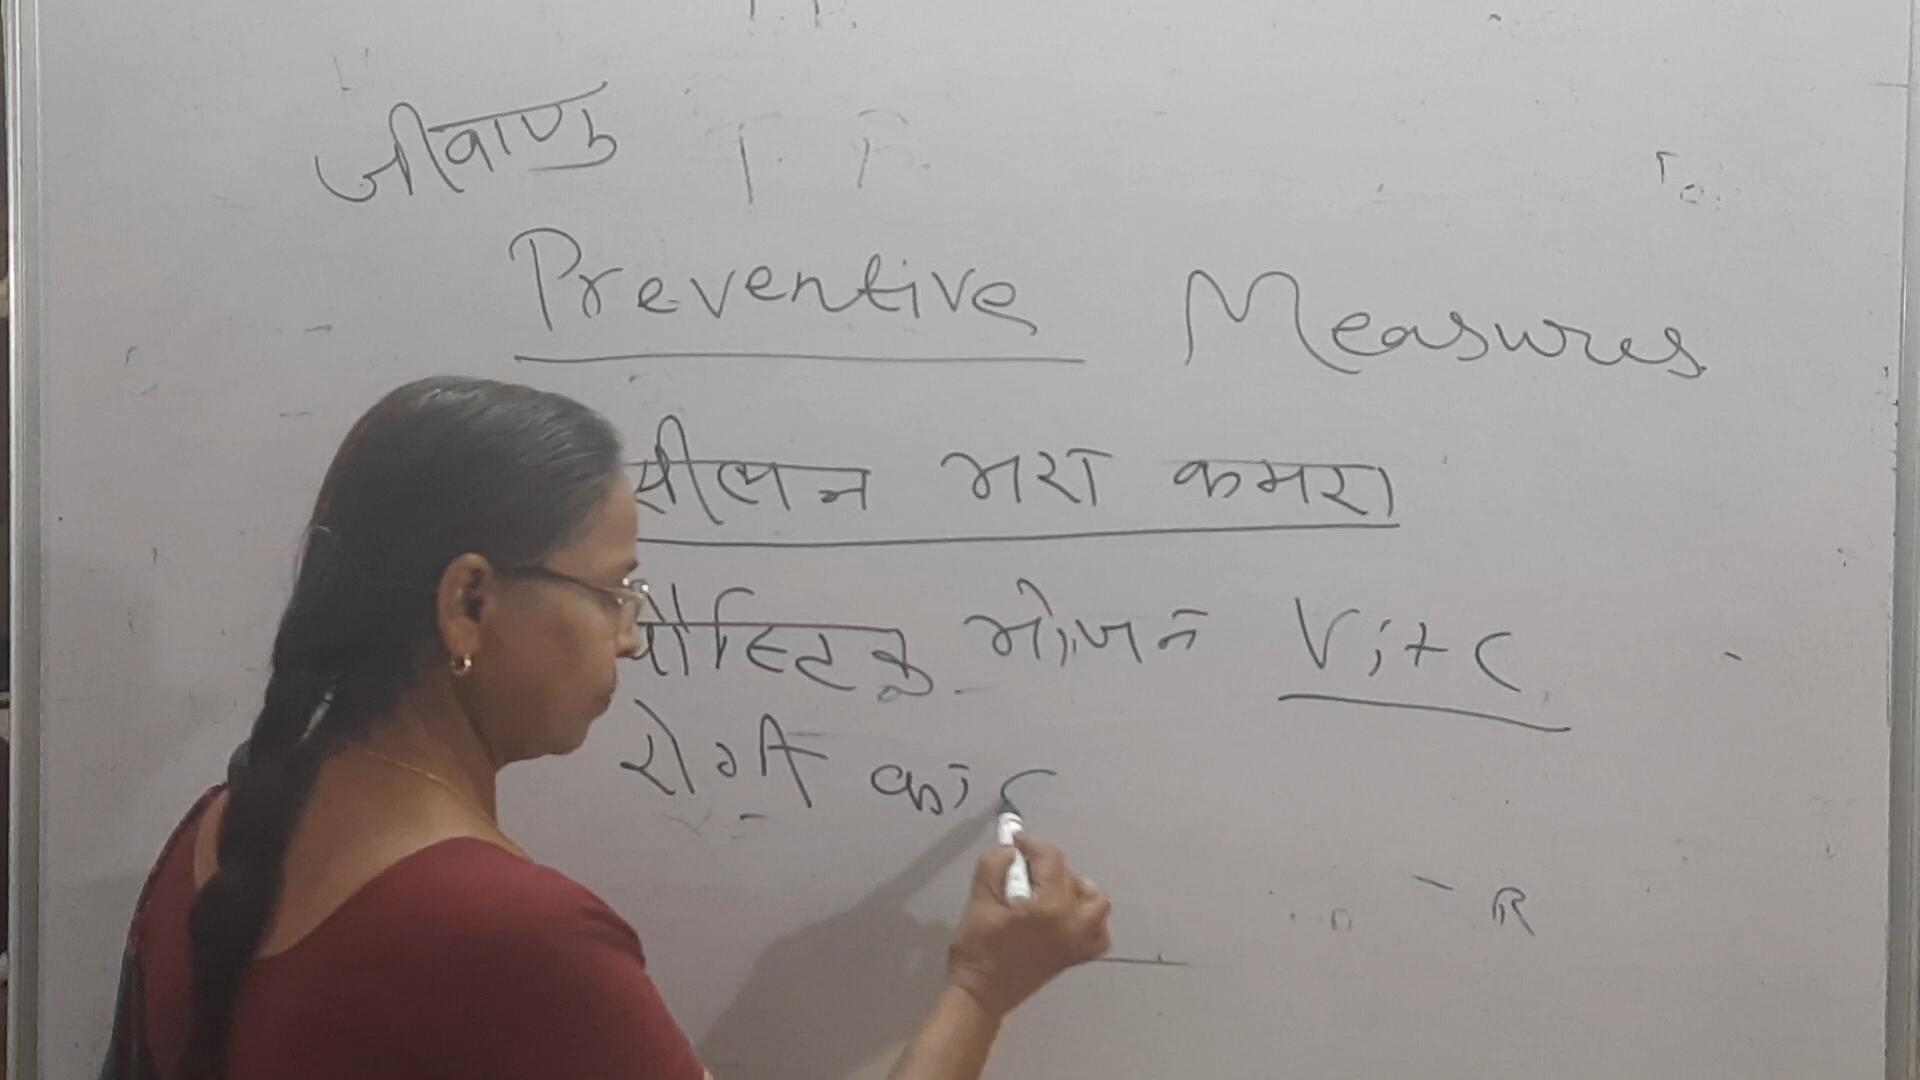 जीवाणु
Preventive Measures
सीलन भरा कमरा
पौष्टिक भोजन Vit C
रोगी को
R